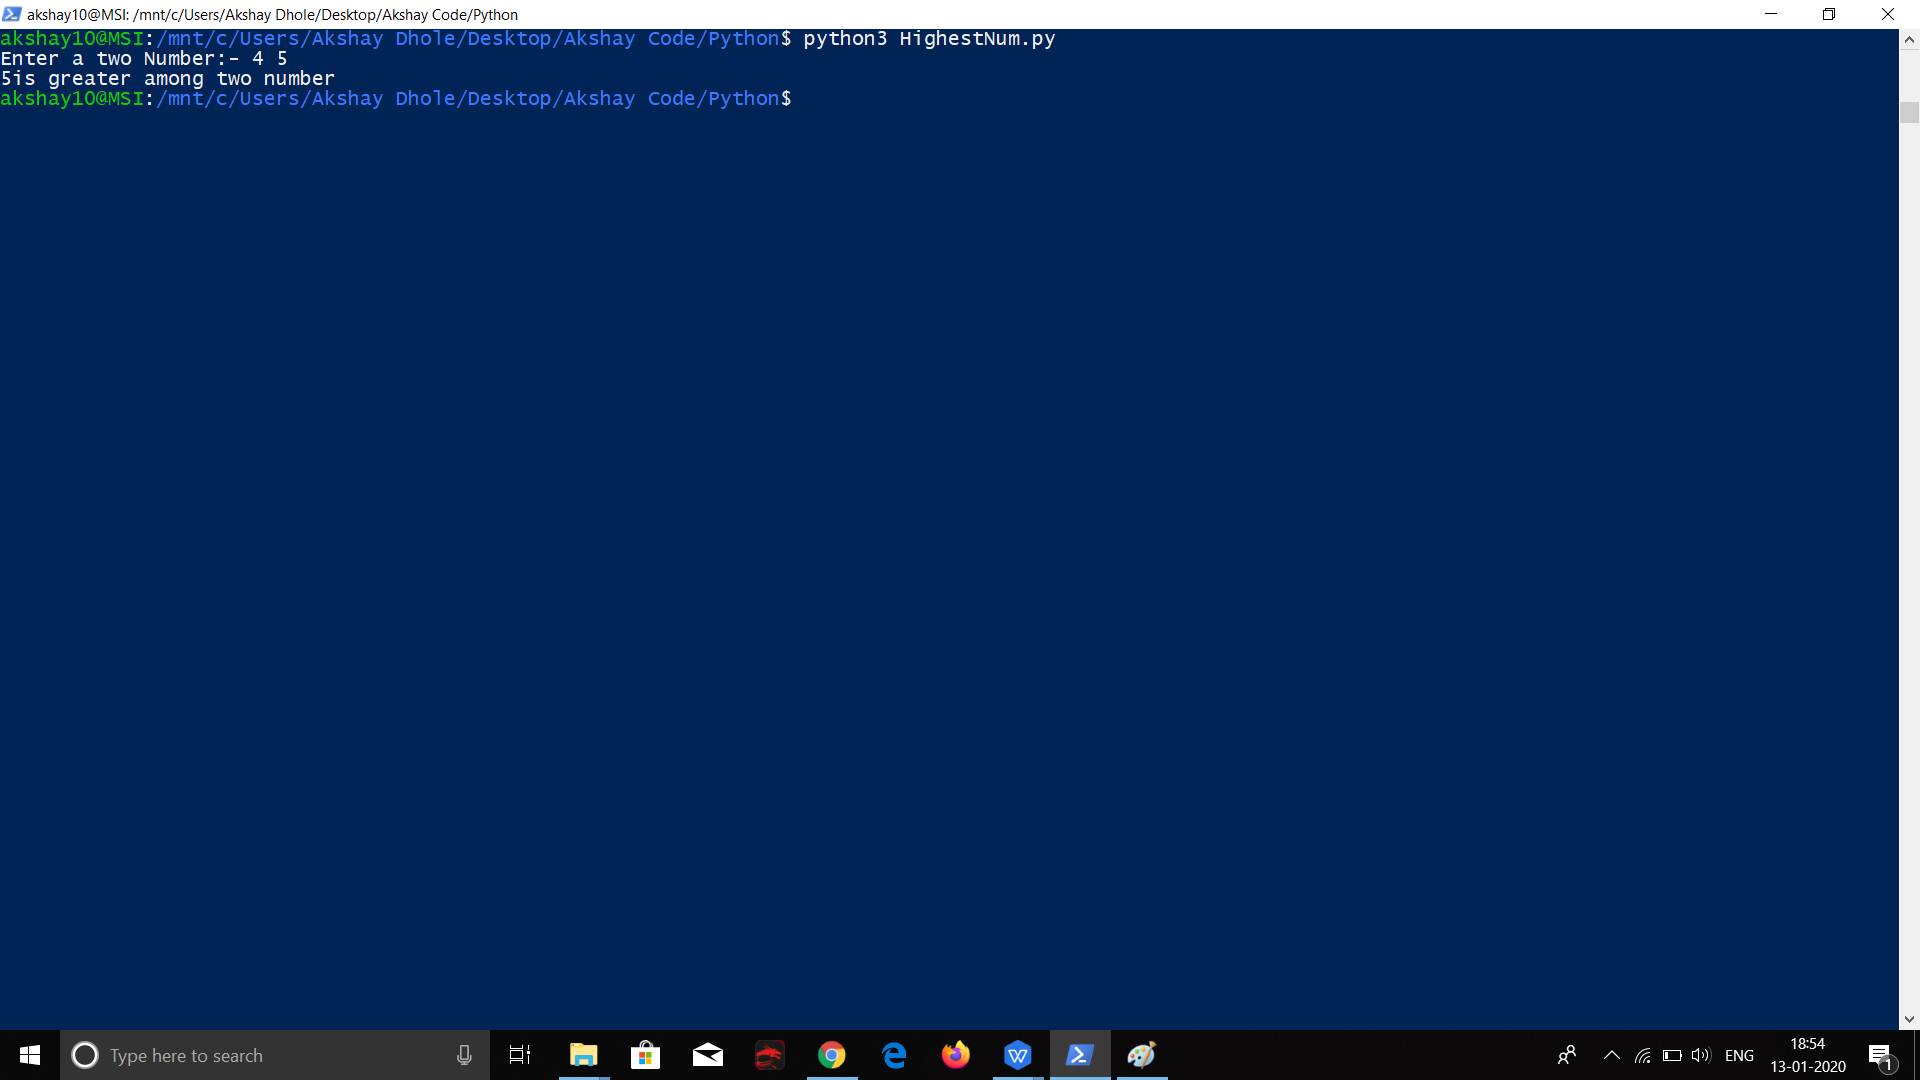 akshay10@MSI: /mnt/c/Users/Akshay Dhole/Desktop/Akshay Code/Python
akshay10@MSI:/mnt/c/Users/Akshay Dhole/Desktop/Akshay Code/Python$ python3 HighestNum.py
Enter a two Number:- 4 5
5is greater among two number
akshay10@MSI:/mnt/c/Users/Akshay Dhole/Desktop/Akshay Code/Python$
Type here to search
ENG
18:54
13-01-2020
1